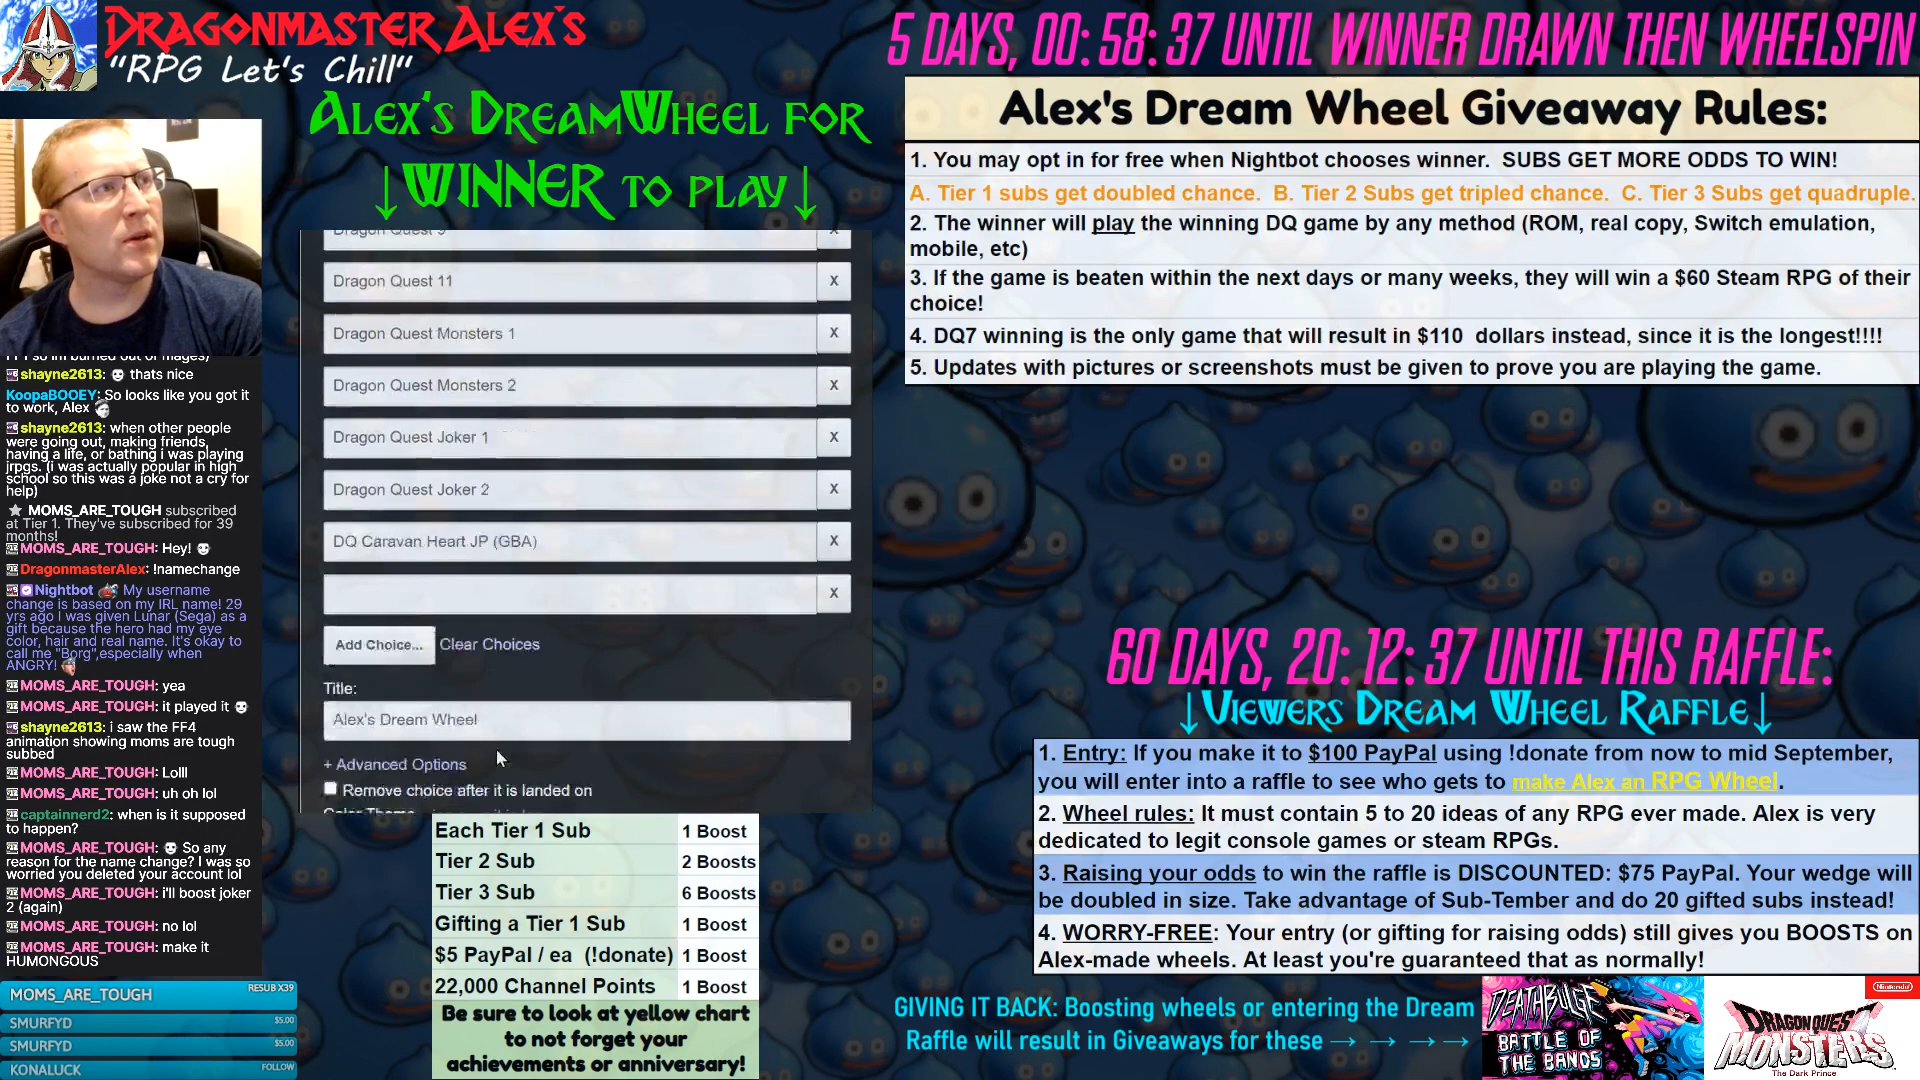 DRAGONMASTER ALEX'S
"RPG Let's Chill"
5 DAYS, 00: 58: 37 UNTIL WINNER DRAWN THEN WHEELSPIN
ALEX'S DREAMWHEEL FOR
↓WINNER TO PLAY↓
Alex's Dream Wheel Giveaway Rules:
1. You may opt in for free when Nightbot chooses winner.  SUBS GET MORE ODDS TO WIN!
A. Tier 1 subs get doubled chance.  B. Tier 2 Subs get tripled chance.  C. Tier 3 Subs get quadruple.
2. The winner will play the winning DQ game by any method (ROM, real copy, Switch emulation,
mobile, etc)
3. If the game is beaten within the next days or many weeks, they will win a $60 Steam RPG of their
choice!
4. DQ7 winning is the only game that will result in $110  dollars instead, since it is the longest!!!!
5. Updates with pictures or screenshots must be given to prove you are playing the game.
Dragon Quest 9 X
Dragon Quest 11 X
Dragon Quest Monsters 1 X
Dragon Quest Monsters 2 X
Dragon Quest Joker 1 X
Dragon Quest Joker 2 X
DQ Caravan Heart JP (GBA) X
X
Add Choice... Clear Choices
Title:
Alex's Dream Wheel
+ Advanced Options
Remove choice after it is landed on
shayne2613: thats nice
KoopaBOOEY: So looks like you got it
to work, Alex
shayne2613: when other people
were going out, making friends,
having a life, or bathing i was playing
jrpgs. (i was actually popular in high
school so this was a joke not a cry for
help)
MOMS_ARE_TOUGH subscribed
at Tier 1. They've subscribed for 39
months!
MOMS_ARE_TOUGH: Hey!
DragonmasterAlex: !namechange
Nightbot My username
change is based on my IRL name! 29
yrs ago I was given Lunar (Sega) as a
gift because the hero had my eye
color, hair and real name. It's okay to
call me "Borg",especially when
ANGRY!
MOMS_ARE_TOUGH: yea
MOMS_ARE_TOUGH: it played it
shayne2613: i saw the FF4
animation showing moms are tough
subbed
MOMS_ARE_TOUGH: Lolll
MOMS_ARE_TOUGH: uh oh lol
captainnerd2: when is it supposed
to happen?
MOMS_ARE_TOUGH: So any
reason for the name change? I was so
worried you deleted your account lol
MOMS_ARE_TOUGH: i'll boost joker
2 (again)
MOMS_ARE_TOUGH: no lol
MOMS_ARE_TOUGH: make it
HUMONGOUS
MOMS_ARE_TOUGH RESUB X39
SMURFYD $5.00
SMURFYD $5.00
KONALUCK FOLLOW
Each Tier 1 Sub 1 Boost
Tier 2 Sub 2 Boosts
Tier 3 Sub 6 Boosts
Gifting a Tier 1 Sub 1 Boost
$5 PayPal / ea  (!donate) 1 Boost
22,000 Channel Points 1 Boost
Be sure to look at yellow chart
to not forget your
achievements or anniversary!
60 DAYS, 20: 12: 37 UNTIL THIS RAFFLE:
↓VIEWERS DREAM WHEEL RAFFLE↓
1. Entry: If you make it to $100 PayPal using !donate from now to mid September,
you will enter into a raffle to see who gets to make Alex an RPG Wheel.
2. Wheel rules: It must contain 5 to 20 ideas of any RPG ever made. Alex is very
dedicated to legit console games or steam RPGs.
3. Raising your odds to win the raffle is DISCOUNTED: $75 PayPal. Your wedge will
be doubled in size. Take advantage of Sub-Tember and do 20 gifted subs instead!
4. WORRY-FREE: Your entry (or gifting for raising odds) still gives you BOOSTS on
Alex-made wheels. At least you're guaranteed that as normally!
GIVING IT BACK: Boosting wheels or entering the Dream
Raffle will result in Giveaways for these → → → →
DEATHBULGE
BATTLE OF
THE BANDS
Nintendo
DRAGON QUEST
MONSTERS
The Dark Prince